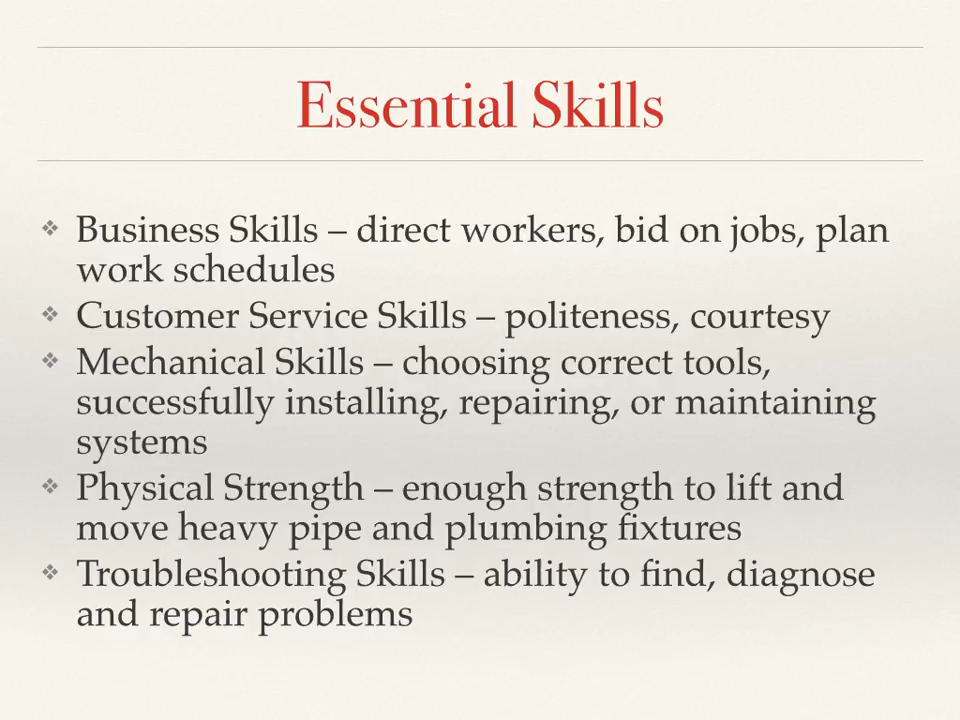 Essential Skills
❖ Business Skills – direct workers, bid on jobs, plan
work schedules
❖ Customer Service Skills – politeness, courtesy
❖ Mechanical Skills – choosing correct tools,
successfully installing, repairing, or maintaining
systems
❖ Physical Strength – enough strength to lift and
move heavy pipe and plumbing fixtures
❖ Troubleshooting Skills – ability to find, diagnose
and repair problems